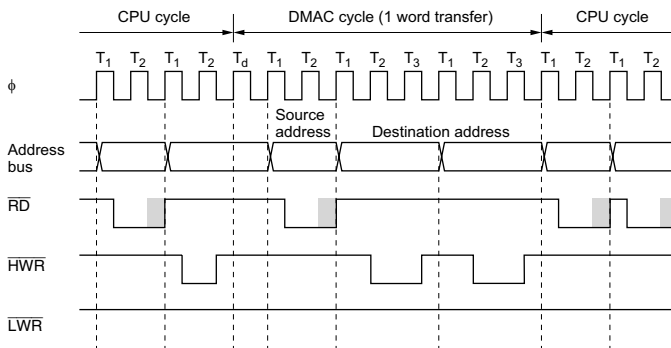 CPU cycle DMAC cycle (1 word transfer) CPU cycle
T1 T2 T1 T2 Td T1 T2 T1 T2 T3 T1 T2 T3 T1 T2 T1 T2
φ
Source
address Destination address
Address
bus
RD
HWR
LWR